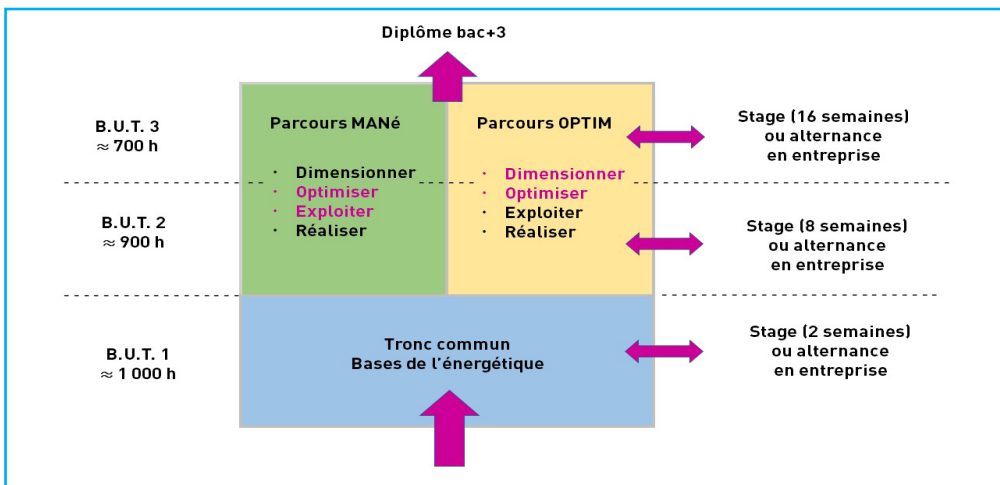 Diplôme bac+3
B.U.T. 3
≈ 700 h
Parcours MANé
· Dimensionner
· Optimiser
· Exploiter
· Réaliser
Parcours OPTIM
· Dimensionner
· Optimiser
· Exploiter
· Réaliser
Stage (16 semaines)
ou alternance
en entreprise
B.U.T. 2
≈ 900 h
Stage (8 semaines)
ou alternance
en entreprise
B.U.T. 1
≈ 1 000 h
Tronc commun
Bases de l'énergétique
Stage (2 semaines)
ou alternance
en entreprise